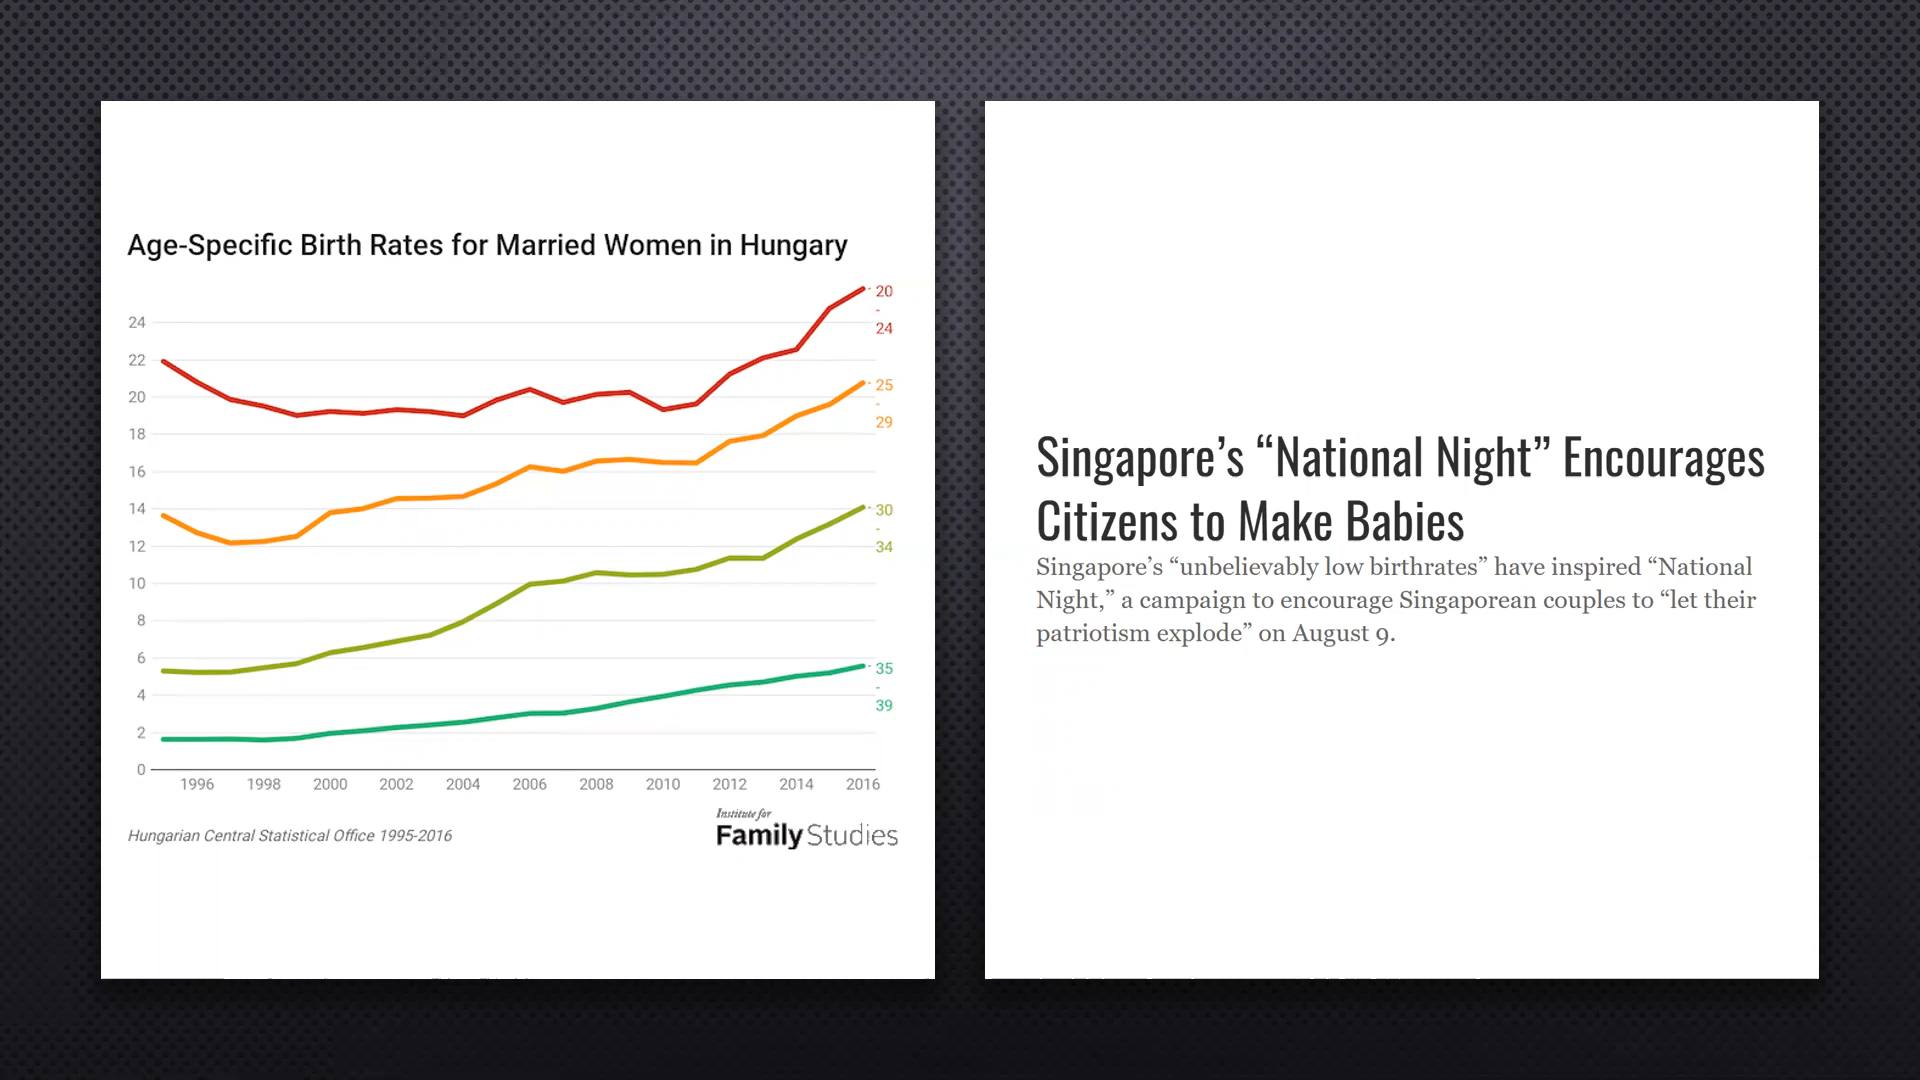 Age-Specific Birth Rates for Married Women in Hungary
24
22
20
18
16
14
12
10
8
6
4
2
0
20
-
24
25
-
29
30
-
34
35
-
39
1996 1998 2000 2002 2004 2006 2008 2010 2012 2014 2016
Hungarian Central Statistical Office 1995-2016
Institute for
Family Studies
Singapore’s “National Night” Encourages
Citizens to Make Babies
Singapore’s “unbelievably low birthrates” have inspired “National
Night,” a campaign to encourage Singaporean couples to “let their
patriotism explode” on August 9.